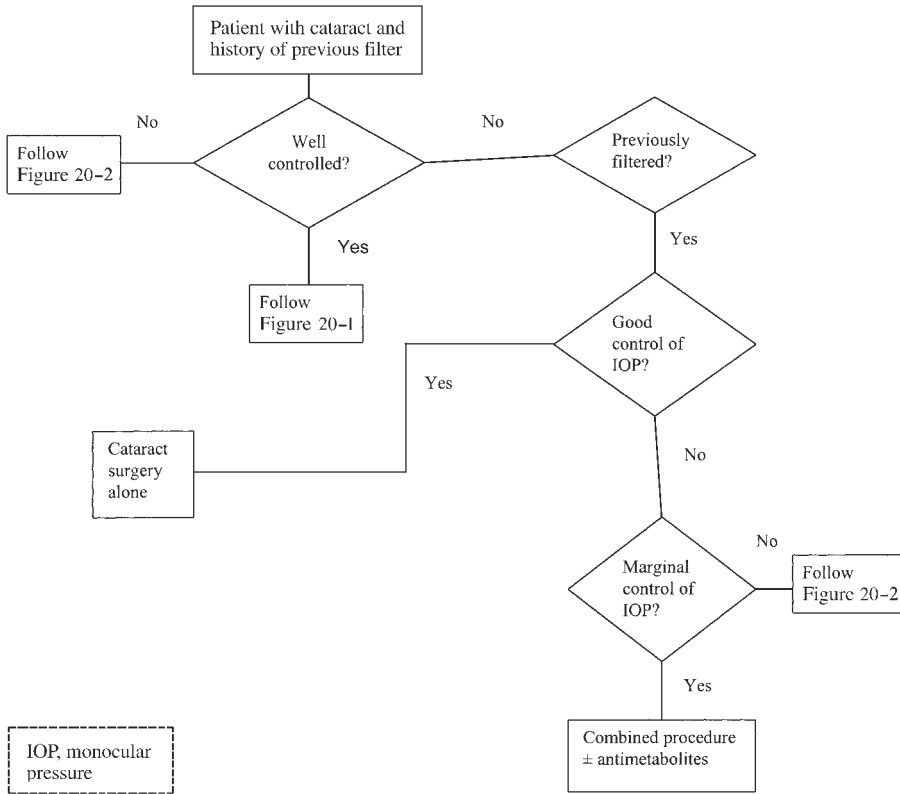 Patient with cataract and
history of previous filter
No
Well
controlled?
No
Previously
filtered?
Follow
Figure 20-2
Yes
Yes
Follow
Figure 20-1
Good
control of
IOP?
Yes
Cataract
surgery
alone
No
Marginal
control of
IOP?
No
Follow
Figure 20-2
Yes
Combined procedure
± antimetabolites
IOP, monocular
pressure